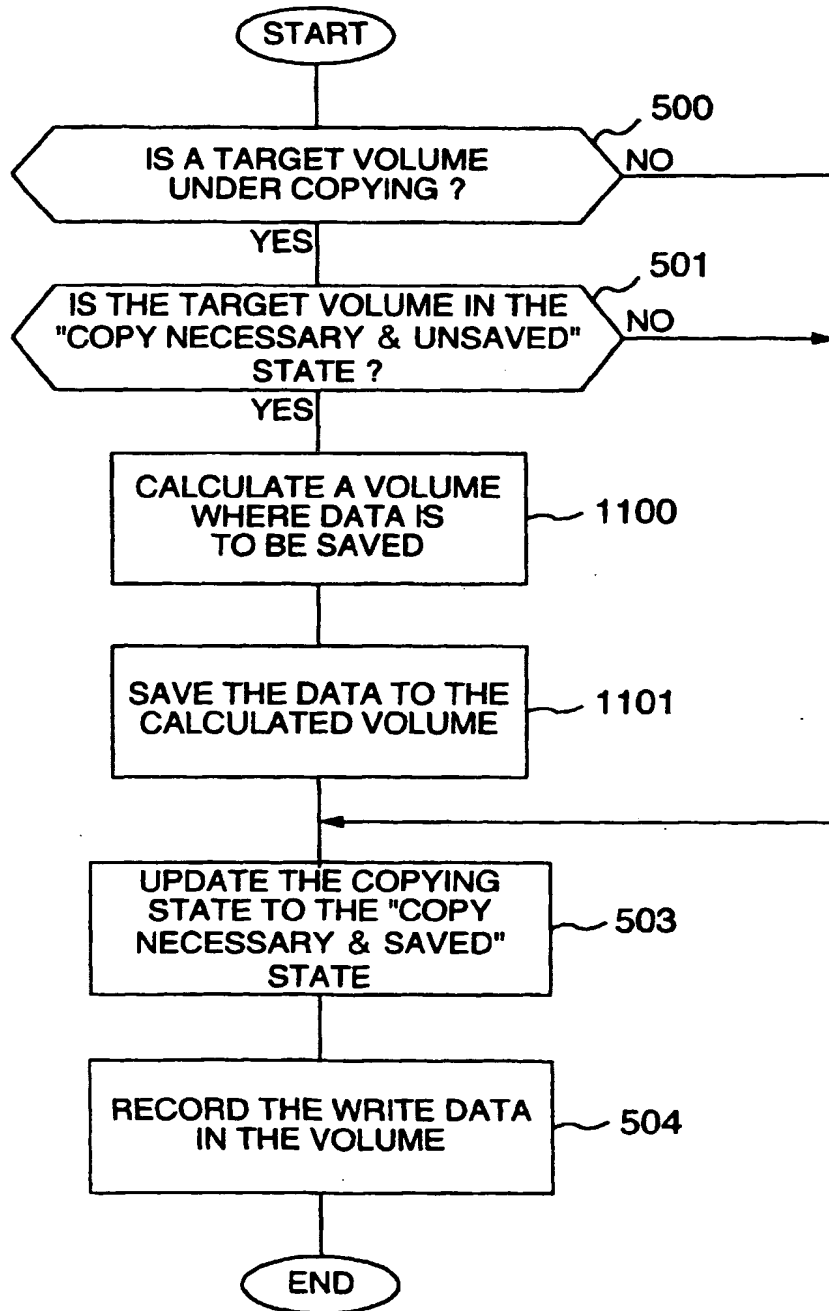 START
500
IS A TARGET VOLUME
UNDER COPYING ?
NO
YES
501
IS THE TARGET VOLUME IN THE
"COPY NECESSARY & UNSAVED"
STATE ?
NO
YES
CALCULATE A VOLUME
WHERE DATA IS
TO BE SAVED
1100
SAVE THE DATA TO THE
CALCULATED VOLUME
1101
UPDATE THE COPYING
STATE TO THE "COPY
NECESSARY & SAVED"
STATE
503
RECORD THE WRITE DATA
IN THE VOLUME
504
END